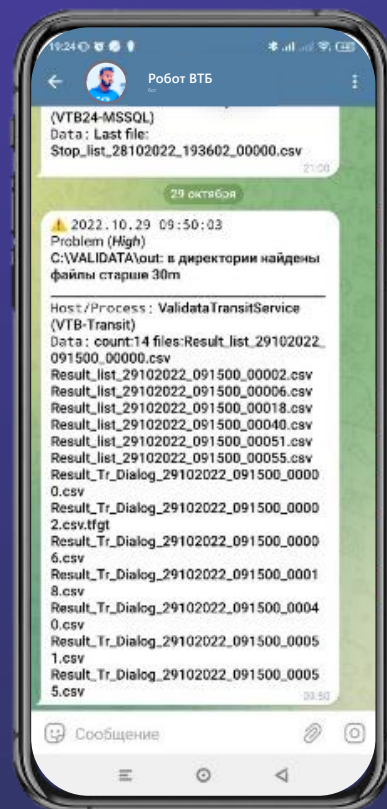 19:24
Робот ВТБ
бот
(VTB24-MSSQL)
Data: Last file:
Stop_list_28102022_193602_00000.csv
21:00
29 октября
⚠ 2022.10.29 09:50:03
Problem (High)
C:\VALIDATA\out: в директории найдены
файлы старше 30m
Host/Process: ValidataTransitService
(VTB-Transit)
Data: count:14 files:Result_list_29102022_
091500_00000.csv
Result_list_29102022_091500_00002.csv
Result_list_29102022_091500_00006.csv
Result_list_29102022_091500_00018.csv
Result_list_29102022_091500_00040.csv
Result_list_29102022_091500_00051.csv
Result_list_29102022_091500_00055.csv
Result_Tr_Dialog_29102022_091500_0000
0.csv
Result_Tr_Dialog_29102022_091500_0000
2.csv.tfgt
Result_Tr_Dialog_29102022_091500_0000
6.csv
Result_Tr_Dialog_29102022_091500_0001
8.csv
Result_Tr_Dialog_29102022_091500_0004
0.csv
Result_Tr_Dialog_29102022_091500_0005
1.csv
Result_Tr_Dialog_29102022_091500_0005
5.csv
09:50
Сообщение